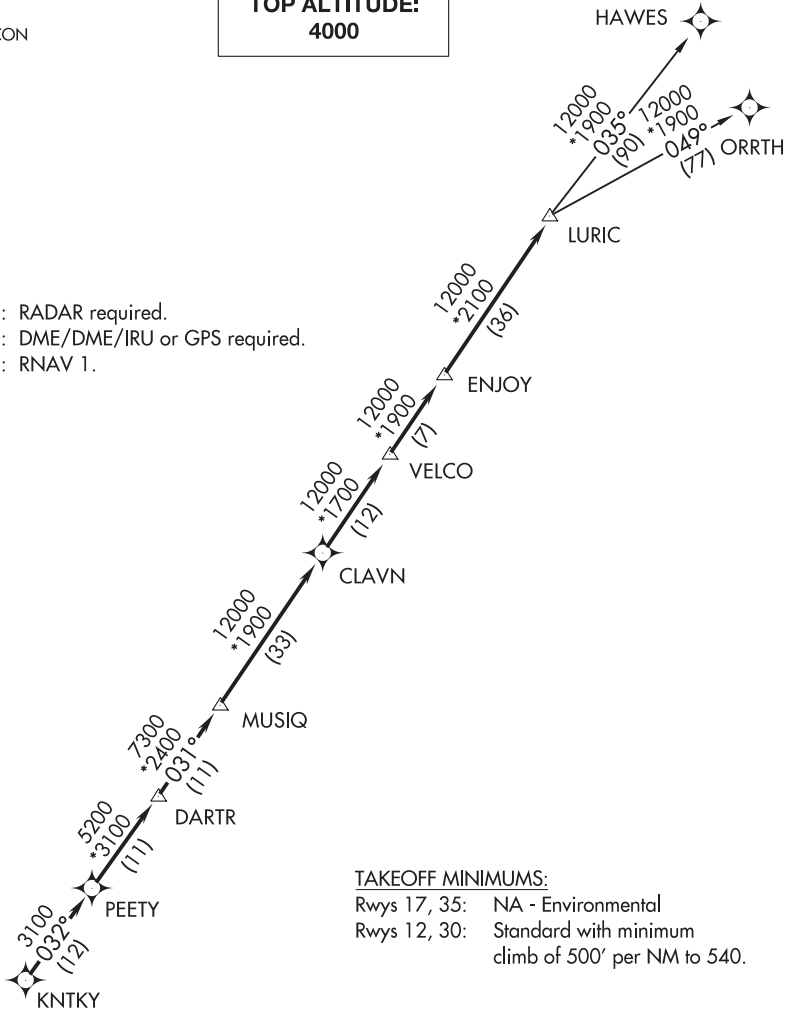 CON
TOP ALTITUDE:
4000
HAWES
12000
*1900
035°
(90)
12000
*1900
049°
(77)
ORRTH
LURIC
12000
*2100
(36)
: RADAR required.
: DME/DME/IRU or GPS required.
: RNAV 1.
ENJOY
12000
*1900
(7)
VELCO
12000
*1700
(12)
CLAVN
12000
*1900
(33)
MUSIQ
7300
*2400
031°
(11)
DARTR
5200
*3100
(11)
PEETY
3100
032°
(12)
KNTKY
TAKEOFF MINIMUMS:
Rwys 17, 35: NA - Environmental
Rwys 12, 30: Standard with minimum
climb of 500' per NM to 540.